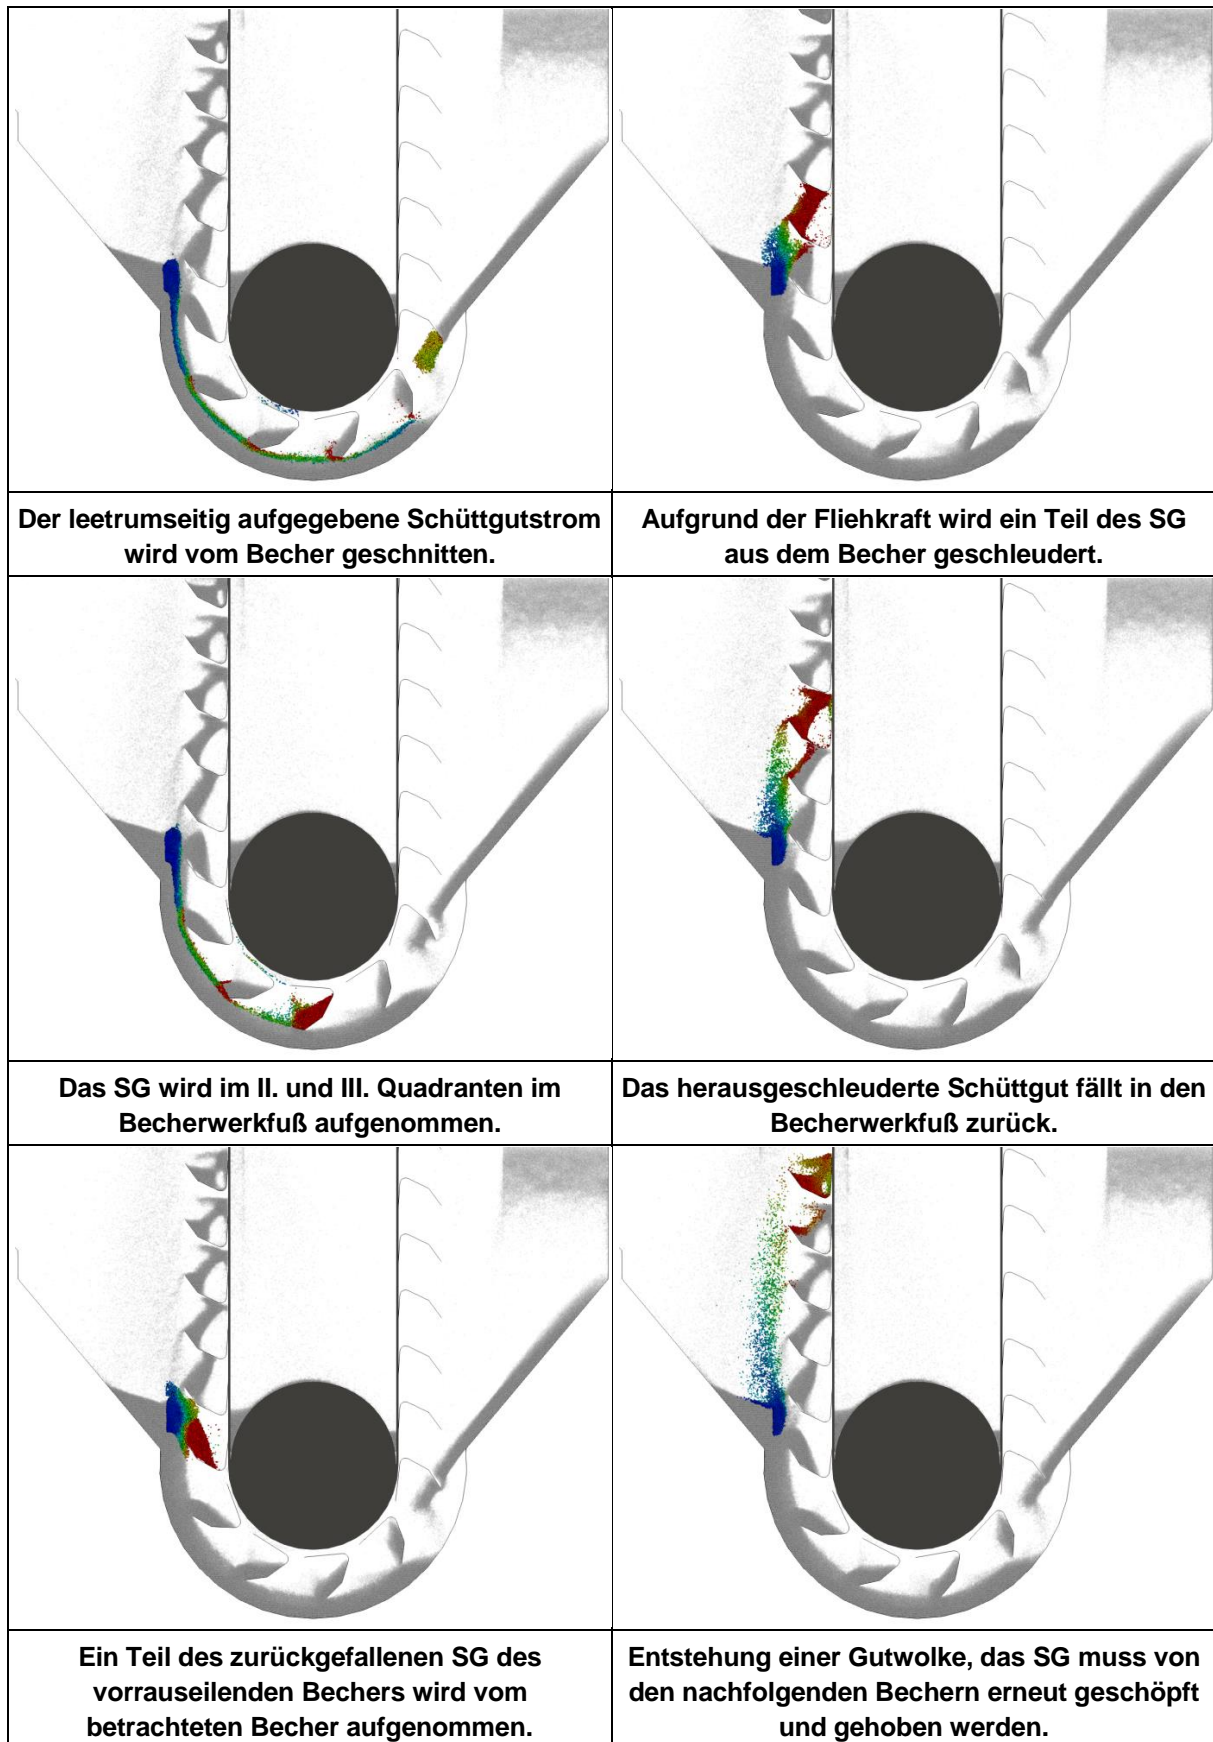 Der leetrumseitig aufgegebene Schüttgutstrom
wird vom Becher geschnitten.
Das SG wird im II. und III. Quadranten im
Becherwerkfuß aufgenommen.
Ein Teil des zurückgefallenen SG des
vorrauseilenden Bechers wird vom
betrachteten Becher aufgenommen.
Aufgrund der Fliehkraft wird ein Teil des SG
aus dem Becher geschleudert.
Das herausgeschleuderte Schüttgut fällt in den
Becherwerkfuß zurück.
Entstehung einer Gutwolke, das SG muss von
den nachfolgenden Bechern erneut geschöpft
und gehoben werden.